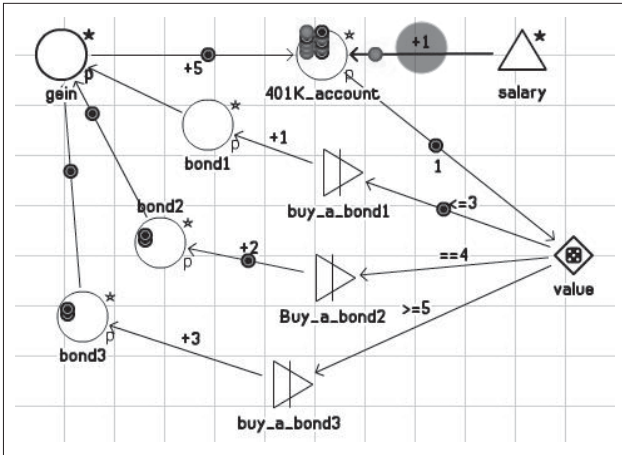 *
+1
*
*
+5
p
p
gein
401K_account
salary
*
bond1
p
+1
1
buy_a_bond1
<=3
bond2
*
+2
p
==4
value
Buy_a_bond2
>=5
*
bond3
p
+3
buy_a_bond3